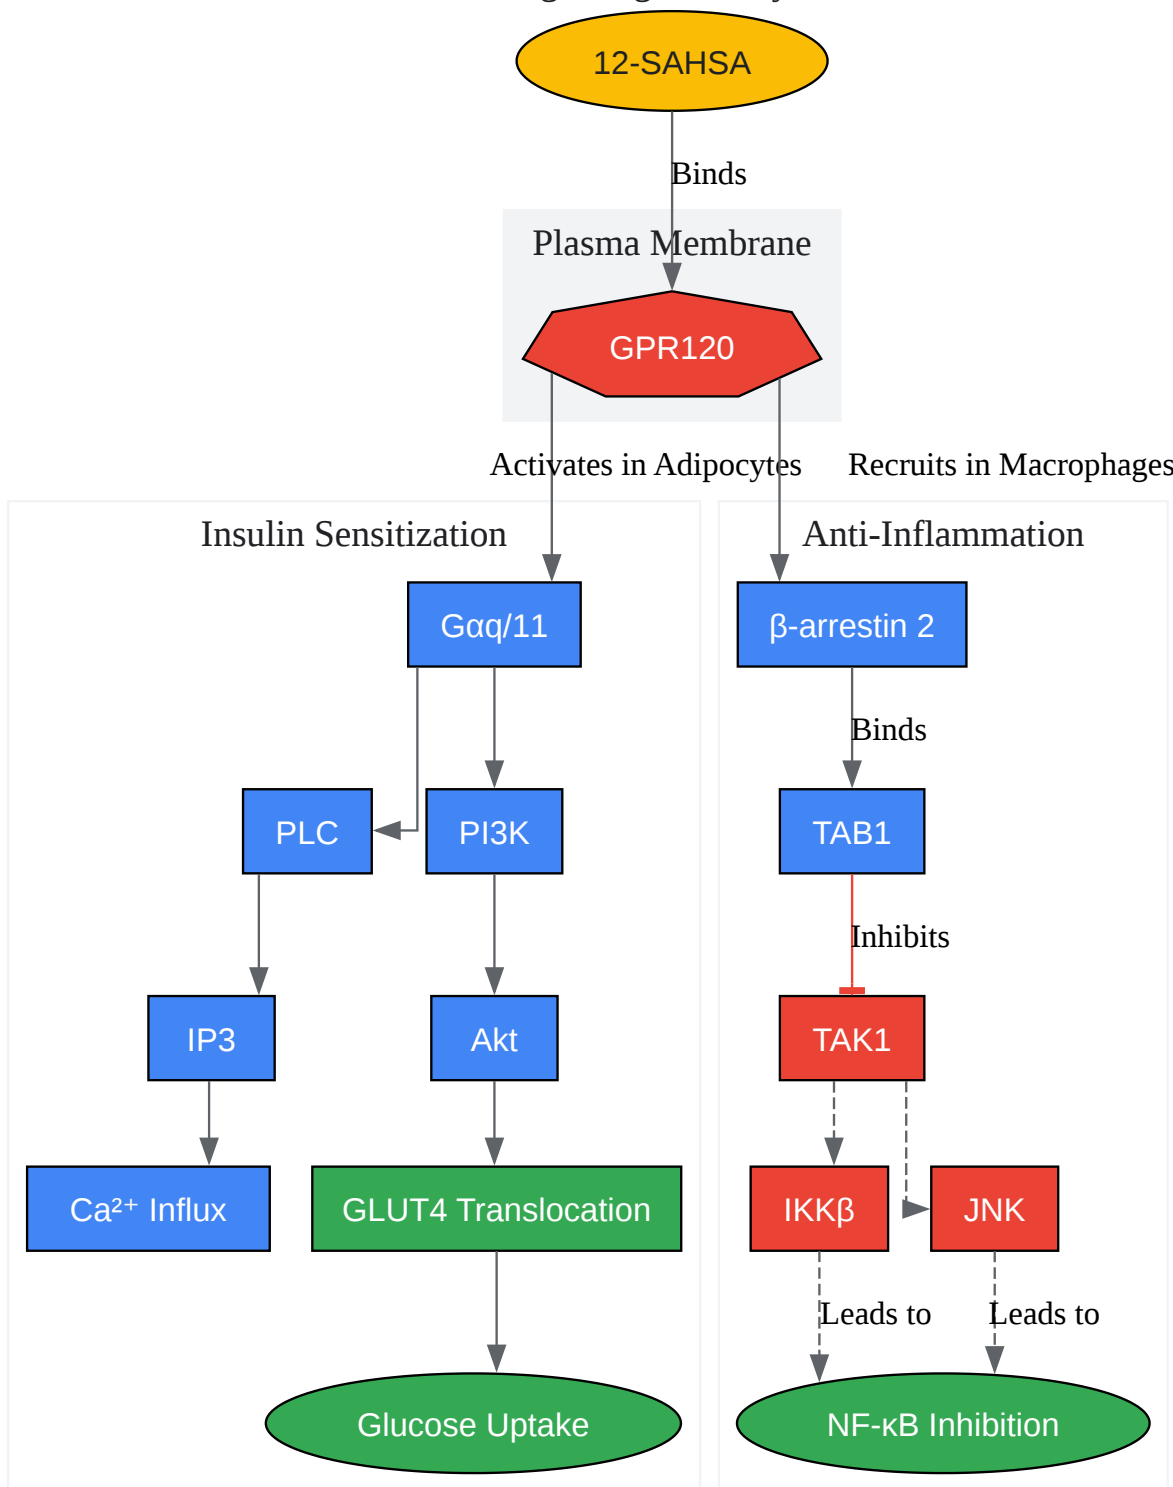 12-SAHSA
Binds
Plasma Membrane
GPR120
Activates in Adipocytes
Recruits in Macrophages
Insulin Sensitization
Anti-Inflammation
Gαq/11
β-arrestin 2
Binds
PLC
PI3K
TAB1
Inhibits
IP3
Akt
TAK1
Ca²⁺ Influx
GLUT4 Translocation
IKKβ
JNK
Leads to
Leads to
Glucose Uptake
NF-κB Inhibition